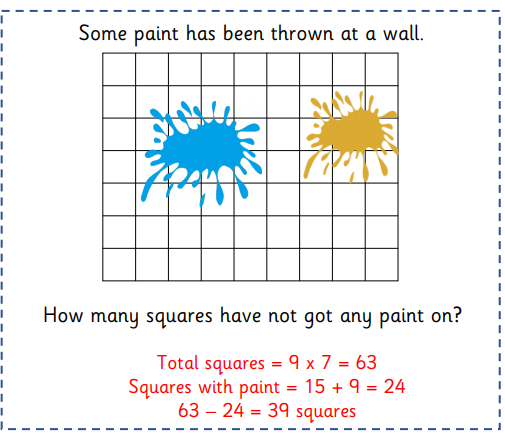 Some paint has been thrown at a wall.
How many squares have not got any paint on?
Total squares = 9 x 7 = 63
Squares with paint = 15 + 9 = 24
63 – 24 = 39 squares